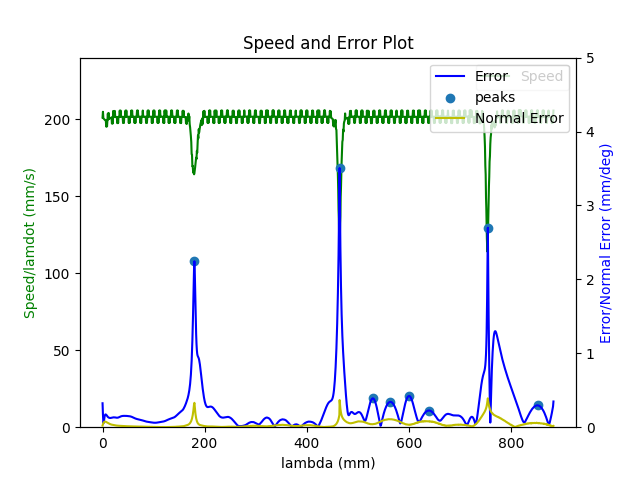 Speed and Error Plot
Speed/lamdot (mm/s)
200
150
100
50
0
0
200
400
600
800
lambda (mm)
5
4
3
2
1
0
Error/Normal Error (mm/deg)
Error
peaks
Normal Error
Speed